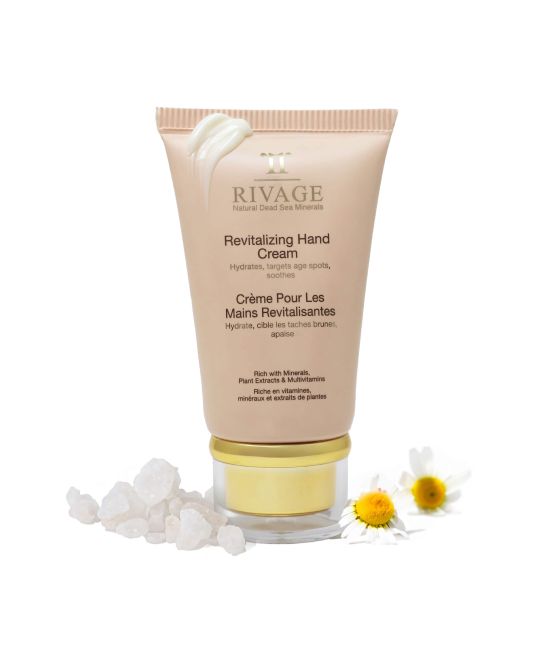 RIVAGE
Natural Dead Sea Minerals
Revitalizing Hand
Cream
Hydrates, targets age spots,
soothes
Crème Pour Les
Mains Revitalisantes
Hydrate, cible les taches brunes,
apaise
Rich with Minerals,
Plant Extracts & Multivitamins
Riche en vitamines,
minéraux et extraits de plantes